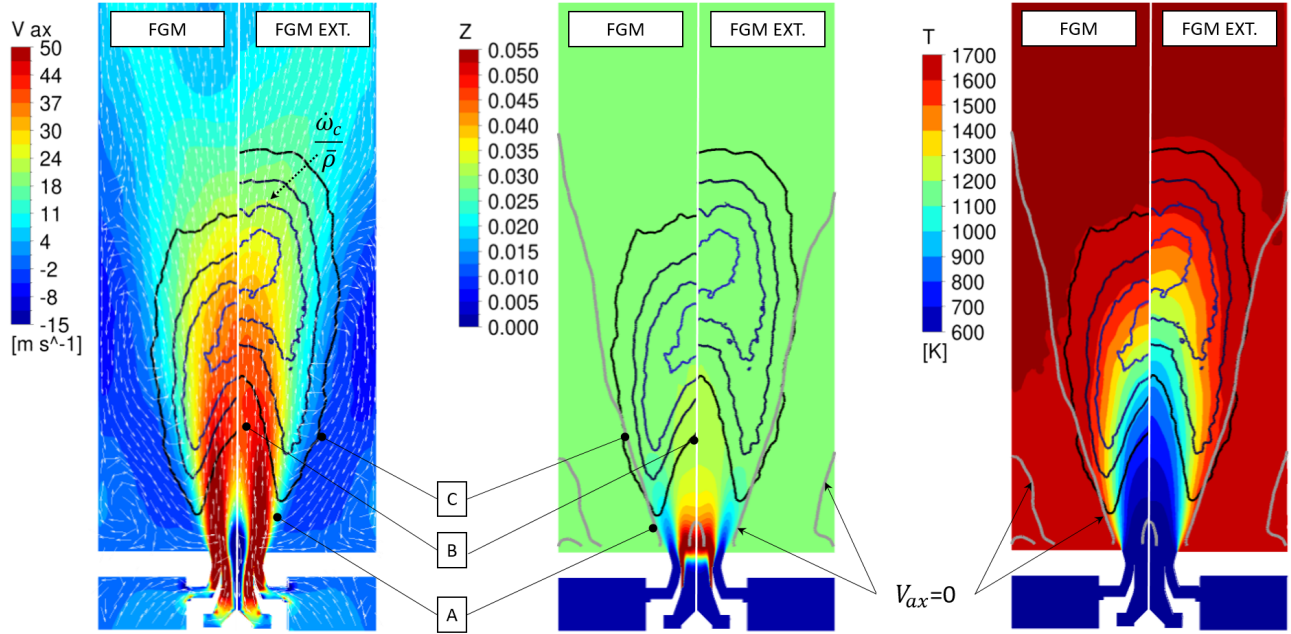 V ax
50
44
37
30
24
18
11
4
-2
-8
-15
[m s^-1]
FGM
FGM EXT.
ω̇_c
ρ̄
Z
0.055
0.050
0.045
0.040
0.035
0.030
0.025
0.020
0.015
0.010
0.005
0.000
FGM
FGM EXT.
T
1700
1600
1500
1400
1300
1200
1100
1000
900
800
700
600
[K]
FGM
FGM EXT.
C
B
A
V_ax=0